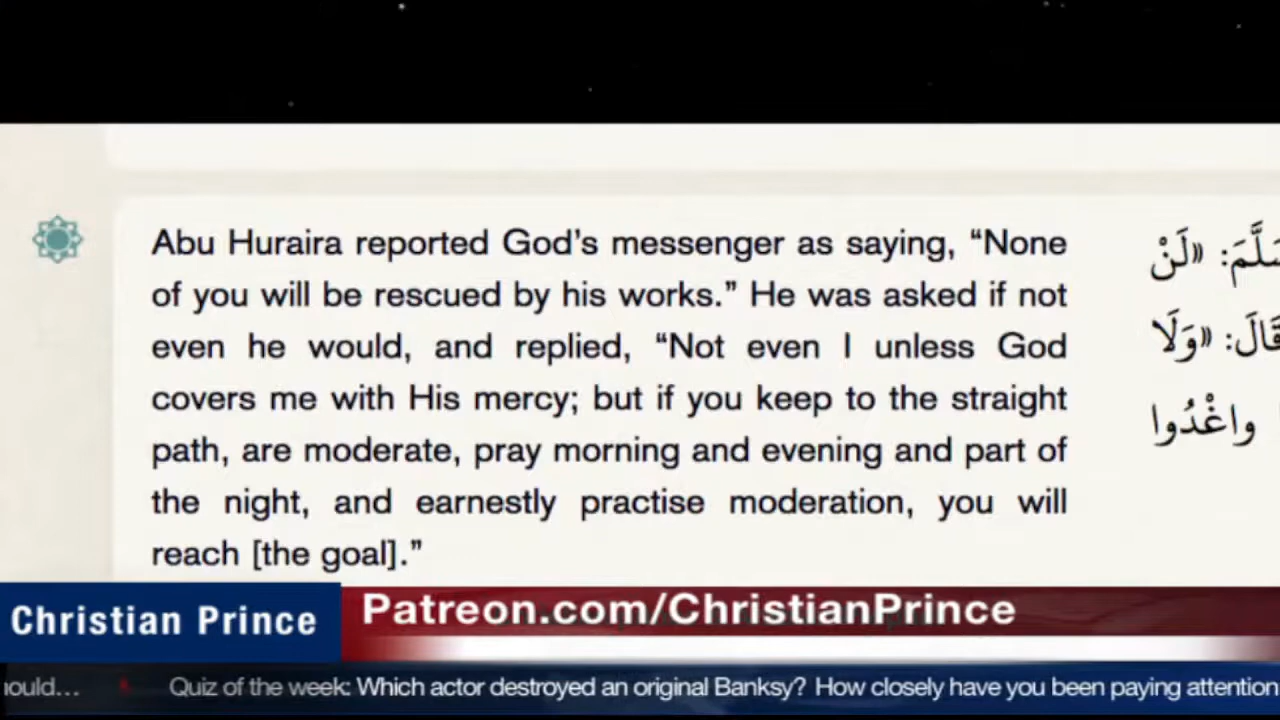 Abu Huraira reported God’s messenger as saying, “None
of you will be rescued by his works.” He was asked if not
even he would, and replied, “Not even I unless God
covers me with His mercy; but if you keep to the straight
path, are moderate, pray morning and evening and part of
the night, and earnestly practise moderation, you will
reach [the goal].”
سَلَّمَ: «لَنْ
قَالَ: «وَلَا
واغْدُوا
Christian Prince
Patreon.com/ChristianPrince
Quiz of the week: Which actor destroyed an original Banksy? How closely have you been paying attention